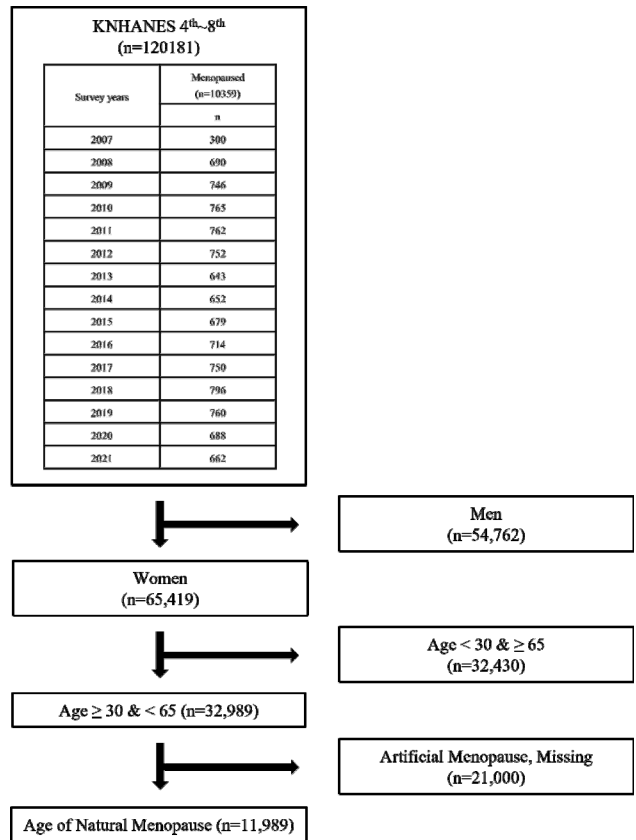 KNHANES 4th~8th
(n=120181)
Survey years
Menopaused
(n=10359)
n
2007 300
2008 690
2009 746
2010 765
2011 762
2012 752
2013 643
2014 652
2015 679
2016 714
2017 750
2018 796
2019 760
2020 688
2021 662
Men
(n=54,762)
Women
(n=65,419)
Age < 30 & ≥ 65
(n=32,430)
Age ≥ 30 & < 65 (n=32,989)
Artificial Menopause, Missing
(n=21,000)
Age of Natural Menopause (n=11,989)